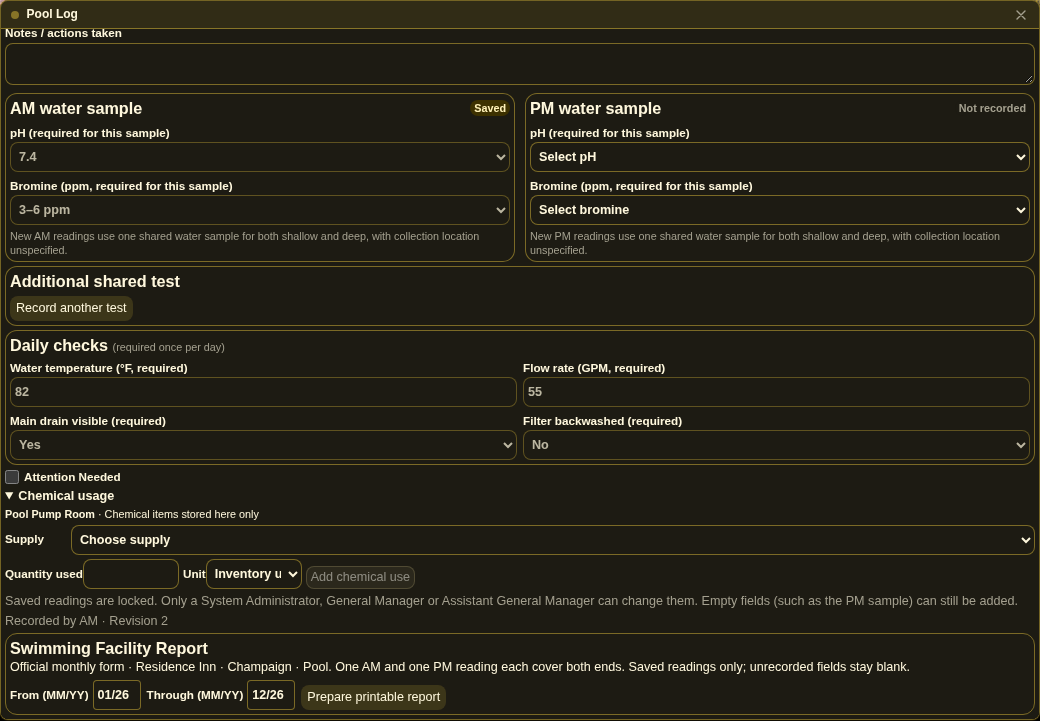 Pool Log
Notes / actions taken
AM water sample
Saved
pH (required for this sample)
7.4
Bromine (ppm, required for this sample)
3–6 ppm
New AM readings use one shared water sample for both shallow and deep, with collection location
unspecified.
PM water sample
Not recorded
pH (required for this sample)
Select pH
Bromine (ppm, required for this sample)
Select bromine
New PM readings use one shared water sample for both shallow and deep, with collection location
unspecified.
Additional shared test
Record another test
Daily checks (required once per day)
Water temperature (°F, required)
Flow rate (GPM, required)
82
55
Main drain visible (required)
Filter backwashed (required)
Yes
No
Attention Needed
▼ Chemical usage
Pool Pump Room · Chemical items stored here only
Supply
Choose supply
Quantity used
Unit
Inventory u
Add chemical use
Saved readings are locked. Only a System Administrator, General Manager or Assistant General Manager can change them. Empty fields (such as the PM sample) can still be added.
Recorded by AM · Revision 2
Swimming Facility Report
Official monthly form · Residence Inn · Champaign · Pool. One AM and one PM reading each cover both ends. Saved readings only; unrecorded fields stay blank.
From (MM/YY) 01/26 Through (MM/YY) 12/26 Prepare printable report